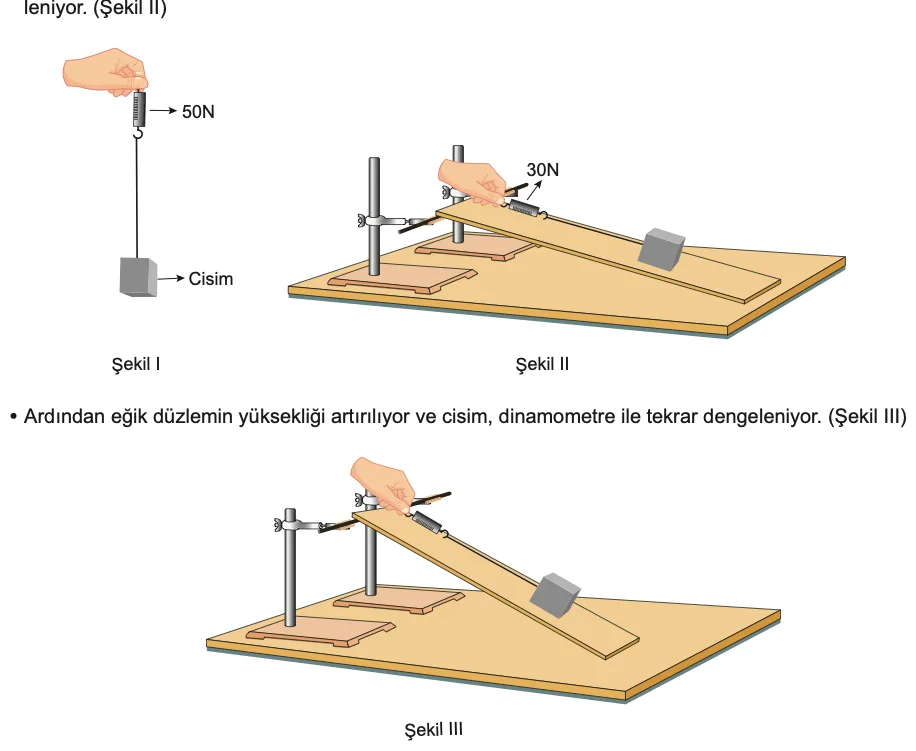 leniyor. (Şekil II)
50N
30N
Cisim
Şekil I
Şekil II
• Ardından eğik düzlemin yüksekliği artırılıyor ve cisim, dinamometre ile tekrar dengeleniyor. (Şekil III)
Şekil III